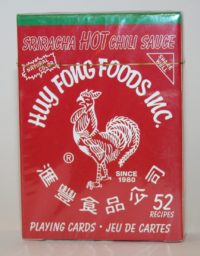 SRIRACHA HOT CHILI SAUCE
HUY FONG FOODS INC.
®
SINCE
1980
匯豐食品公司
52
RECIPES
PLAYING CARDS · JEU DE CARTES